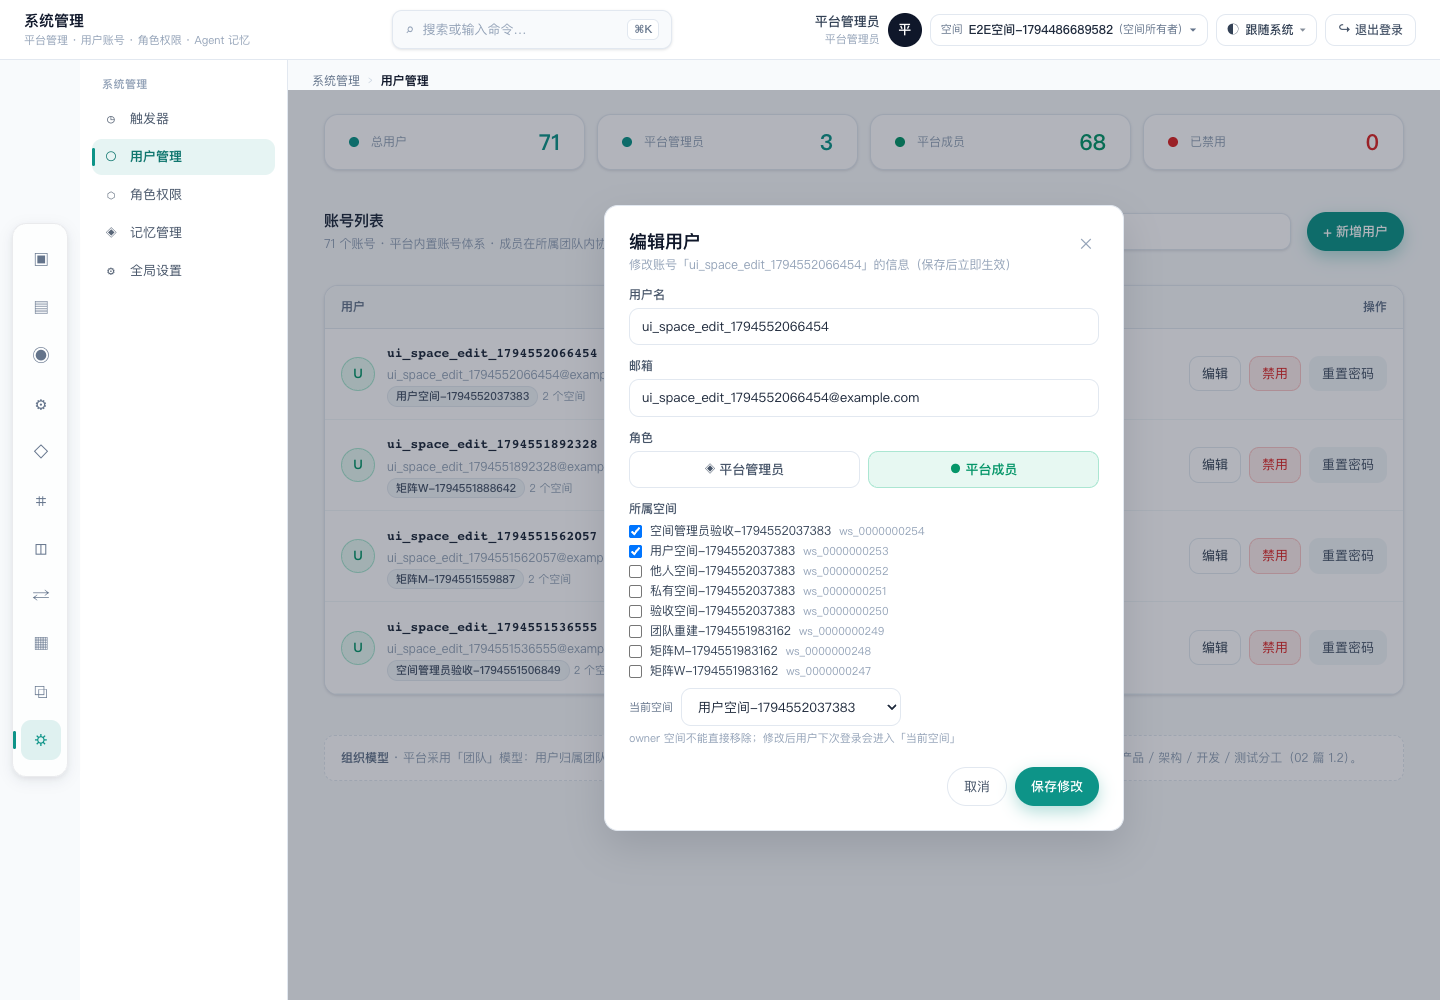 系统管理
平台管理 · 用户账号 · 角色权限 · Agent 记忆
搜索或输入命令...
⌘K
平台管理员
平台管理员
平
空间 E2E空间-1794486689582 (空间所有者)
跟随系统
退出登录
系统管理
触发器
用户管理
角色权限
记忆管理
全局设置
系统管理 › 用户管理
总用户 71
平台管理员 3
平台成员 68
已禁用 0
账号列表
71 个账号 · 平台内置账号体系 · 成员在所属团队内协
+ 新增用户
用户
操作
U
ui_space_edit_1794552066454
ui_space_edit_1794552066454@examp
用户空间-1794552037383 2 个空间
编辑 禁用 重置密码
U
ui_space_edit_1794551892328
ui_space_edit_1794551892328@examp
矩阵W-1794551888642 2 个空间
编辑 禁用 重置密码
U
ui_space_edit_1794551562057
ui_space_edit_1794551562057@examp
矩阵M-1794551559887 2 个空间
编辑 禁用 重置密码
U
ui_space_edit_1794551536555
ui_space_edit_1794551536555@examp
空间管理员验收-1794551506849 2 个
编辑 禁用 重置密码
组织模型 · 平台采用「团队」模型：用户归属团队
产品 / 架构 / 开发 / 测试分工（02 篇 1.2）。
编辑用户
修改账号「ui_space_edit_1794552066454」的信息（保存后立即生效）
用户名
ui_space_edit_1794552066454
邮箱
ui_space_edit_1794552066454@example.com
角色
平台管理员
平台成员
所属空间
空间管理员验收-1794552037383 ws_0000000254
用户空间-1794552037383 ws_0000000253
他人空间-1794552037383 ws_0000000252
私有空间-1794552037383 ws_0000000251
验收空间-1794552037383 ws_0000000250
团队重建-1794551983162 ws_0000000249
矩阵M-1794551983162 ws_0000000248
矩阵W-1794551983162 ws_0000000247
当前空间 用户空间-1794552037383
owner 空间不能直接移除；修改后用户下次登录会进入「当前空间」
取消
保存修改